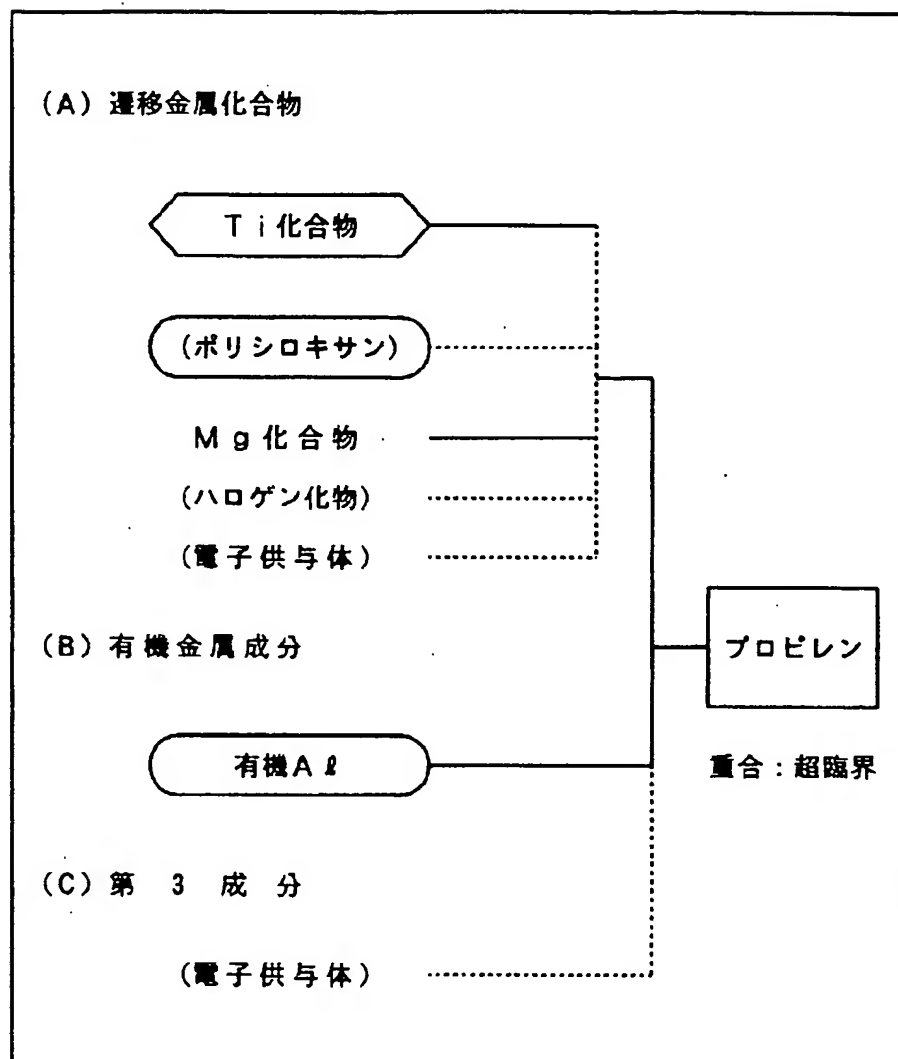 (A) 遷移金属化合物
Ti化合物
(ポリシロキサン)
Mg化合物
(ハロゲン化物)
(電子供与体)
(B) 有機金属成分
プロピレン
有機Aℓ
重合:超臨界
(C) 第 3 成 分
(電子供与体)